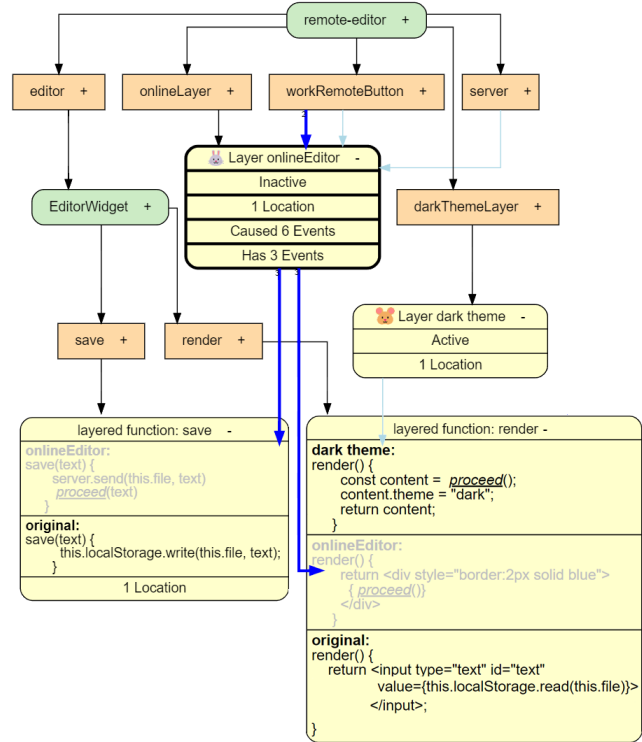 remote-editor +
editor +
onlineLayer +
workRemoteButton +
server +
2
Layer onlineEditor -
Inactive
1 Location
Caused 6 Events
Has 3 Events
EditorWidget +
darkThemeLayer +
3 3
Layer dark theme -
Active
1 Location
save +
render +
layered function: save -
onlineEditor:
save(text) {
server.send(this.file, text)
proceed(text)
}
original:
save(text) {
this.localStorage.write(this.file, text);
}
1 Location
layered function: render -
dark theme:
render() {
const content = proceed();
content.theme = "dark";
return content;
}
onlineEditor:
render() {
return <div style="border:2px solid blue">
{ proceed()}
</div>
}
original:
render() {
return <input type="text" id="text"
value={this.localStorage.read(this.file)}>
</input>;
}